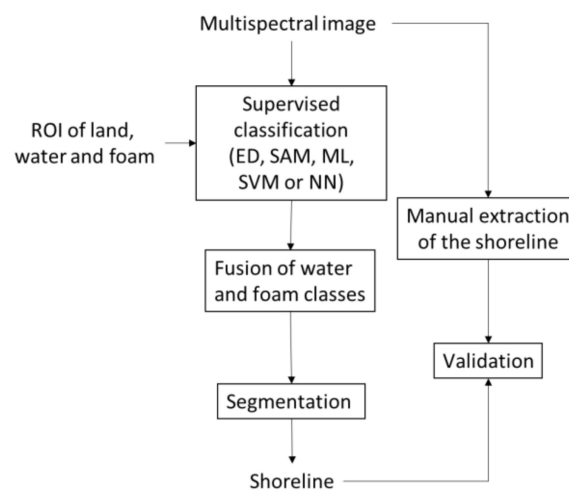 Multispectral image
Supervised
classification
(ED, SAM, ML,
SVM or NN)
ROI of land,
water and foam
Manual extraction
of the shoreline
Fusion of water
and foam classes
Validation
Segmentation
Shoreline